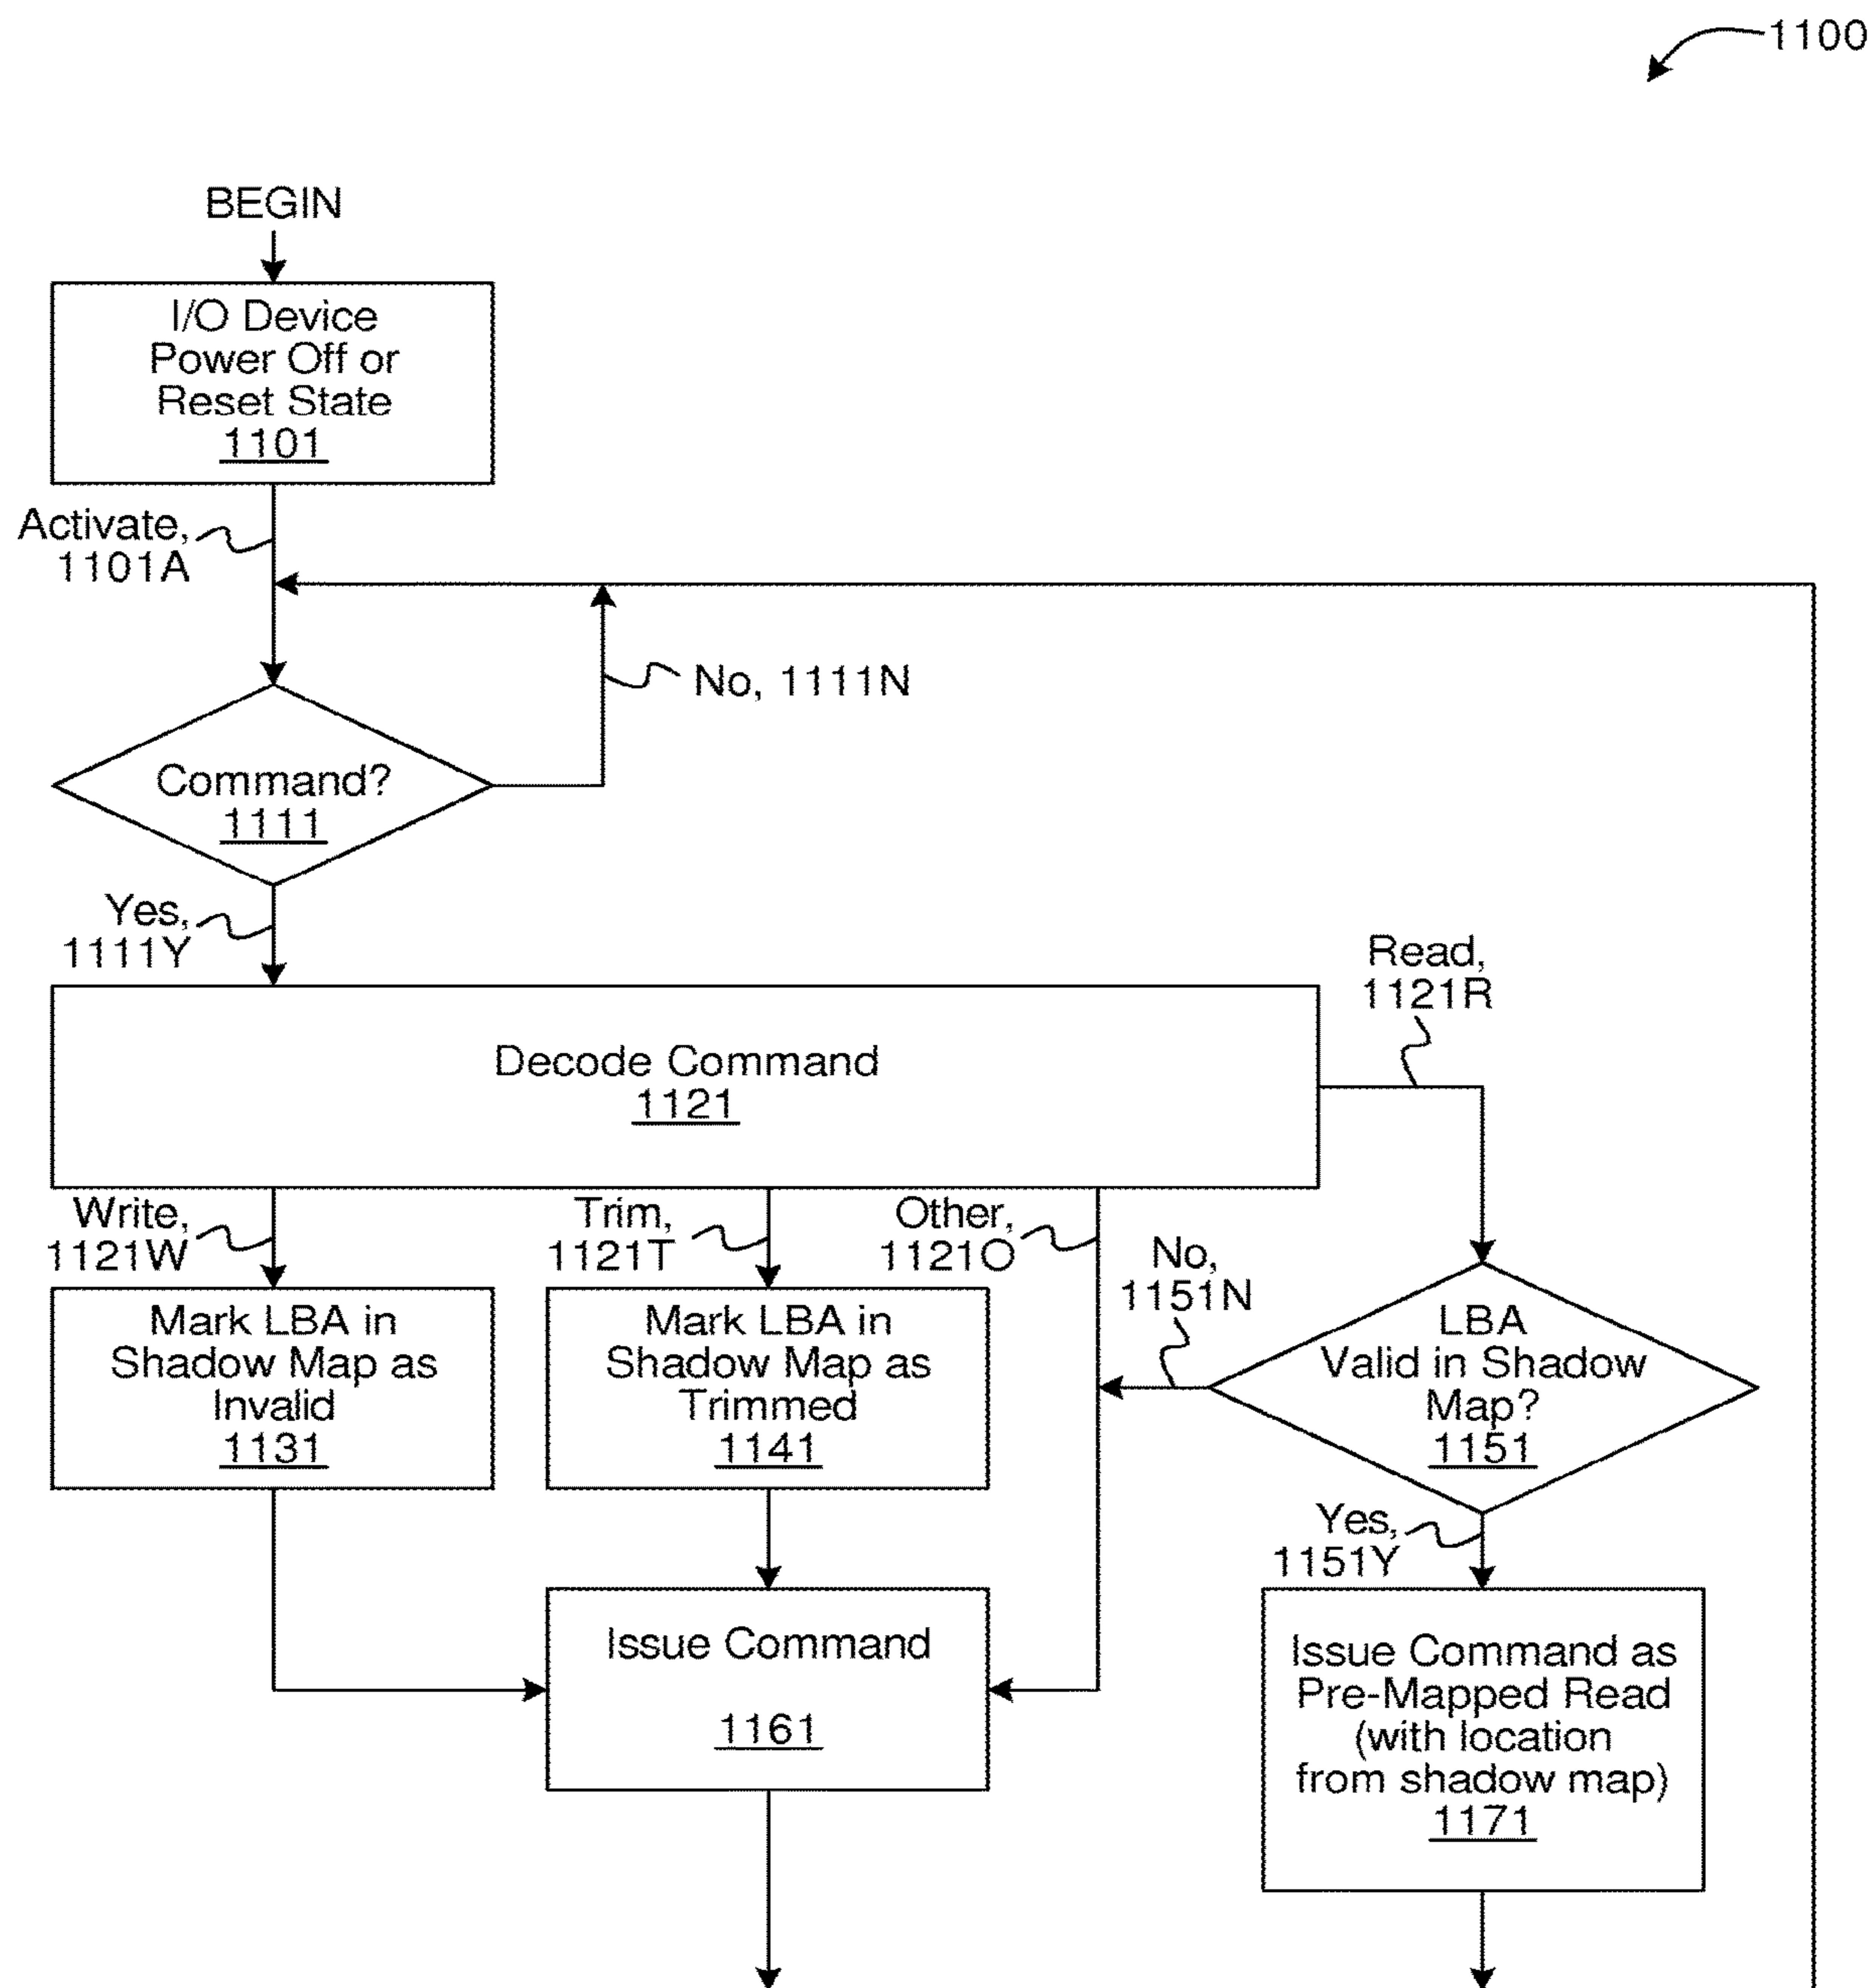 1100
BEGIN
I/O Device
Power Off or
Reset State
1101
Activate,
1101A
No, 1111N
Command?
1111
Yes,
1111Y
Read,
1121R
Decode Command
1121
Write,
1121W
Trim,
1121T
Other,
1121O
No,
1151N
Mark LBA in
Shadow Map as
Invalid
1131
Mark LBA in
Shadow Map as
Trimmed
1141
LBA
Valid in Shadow
Map?
1151
Yes,
1151Y
Issue Command
1161
Issue Command as
Pre-Mapped Read
(with location
from shadow map)
1171